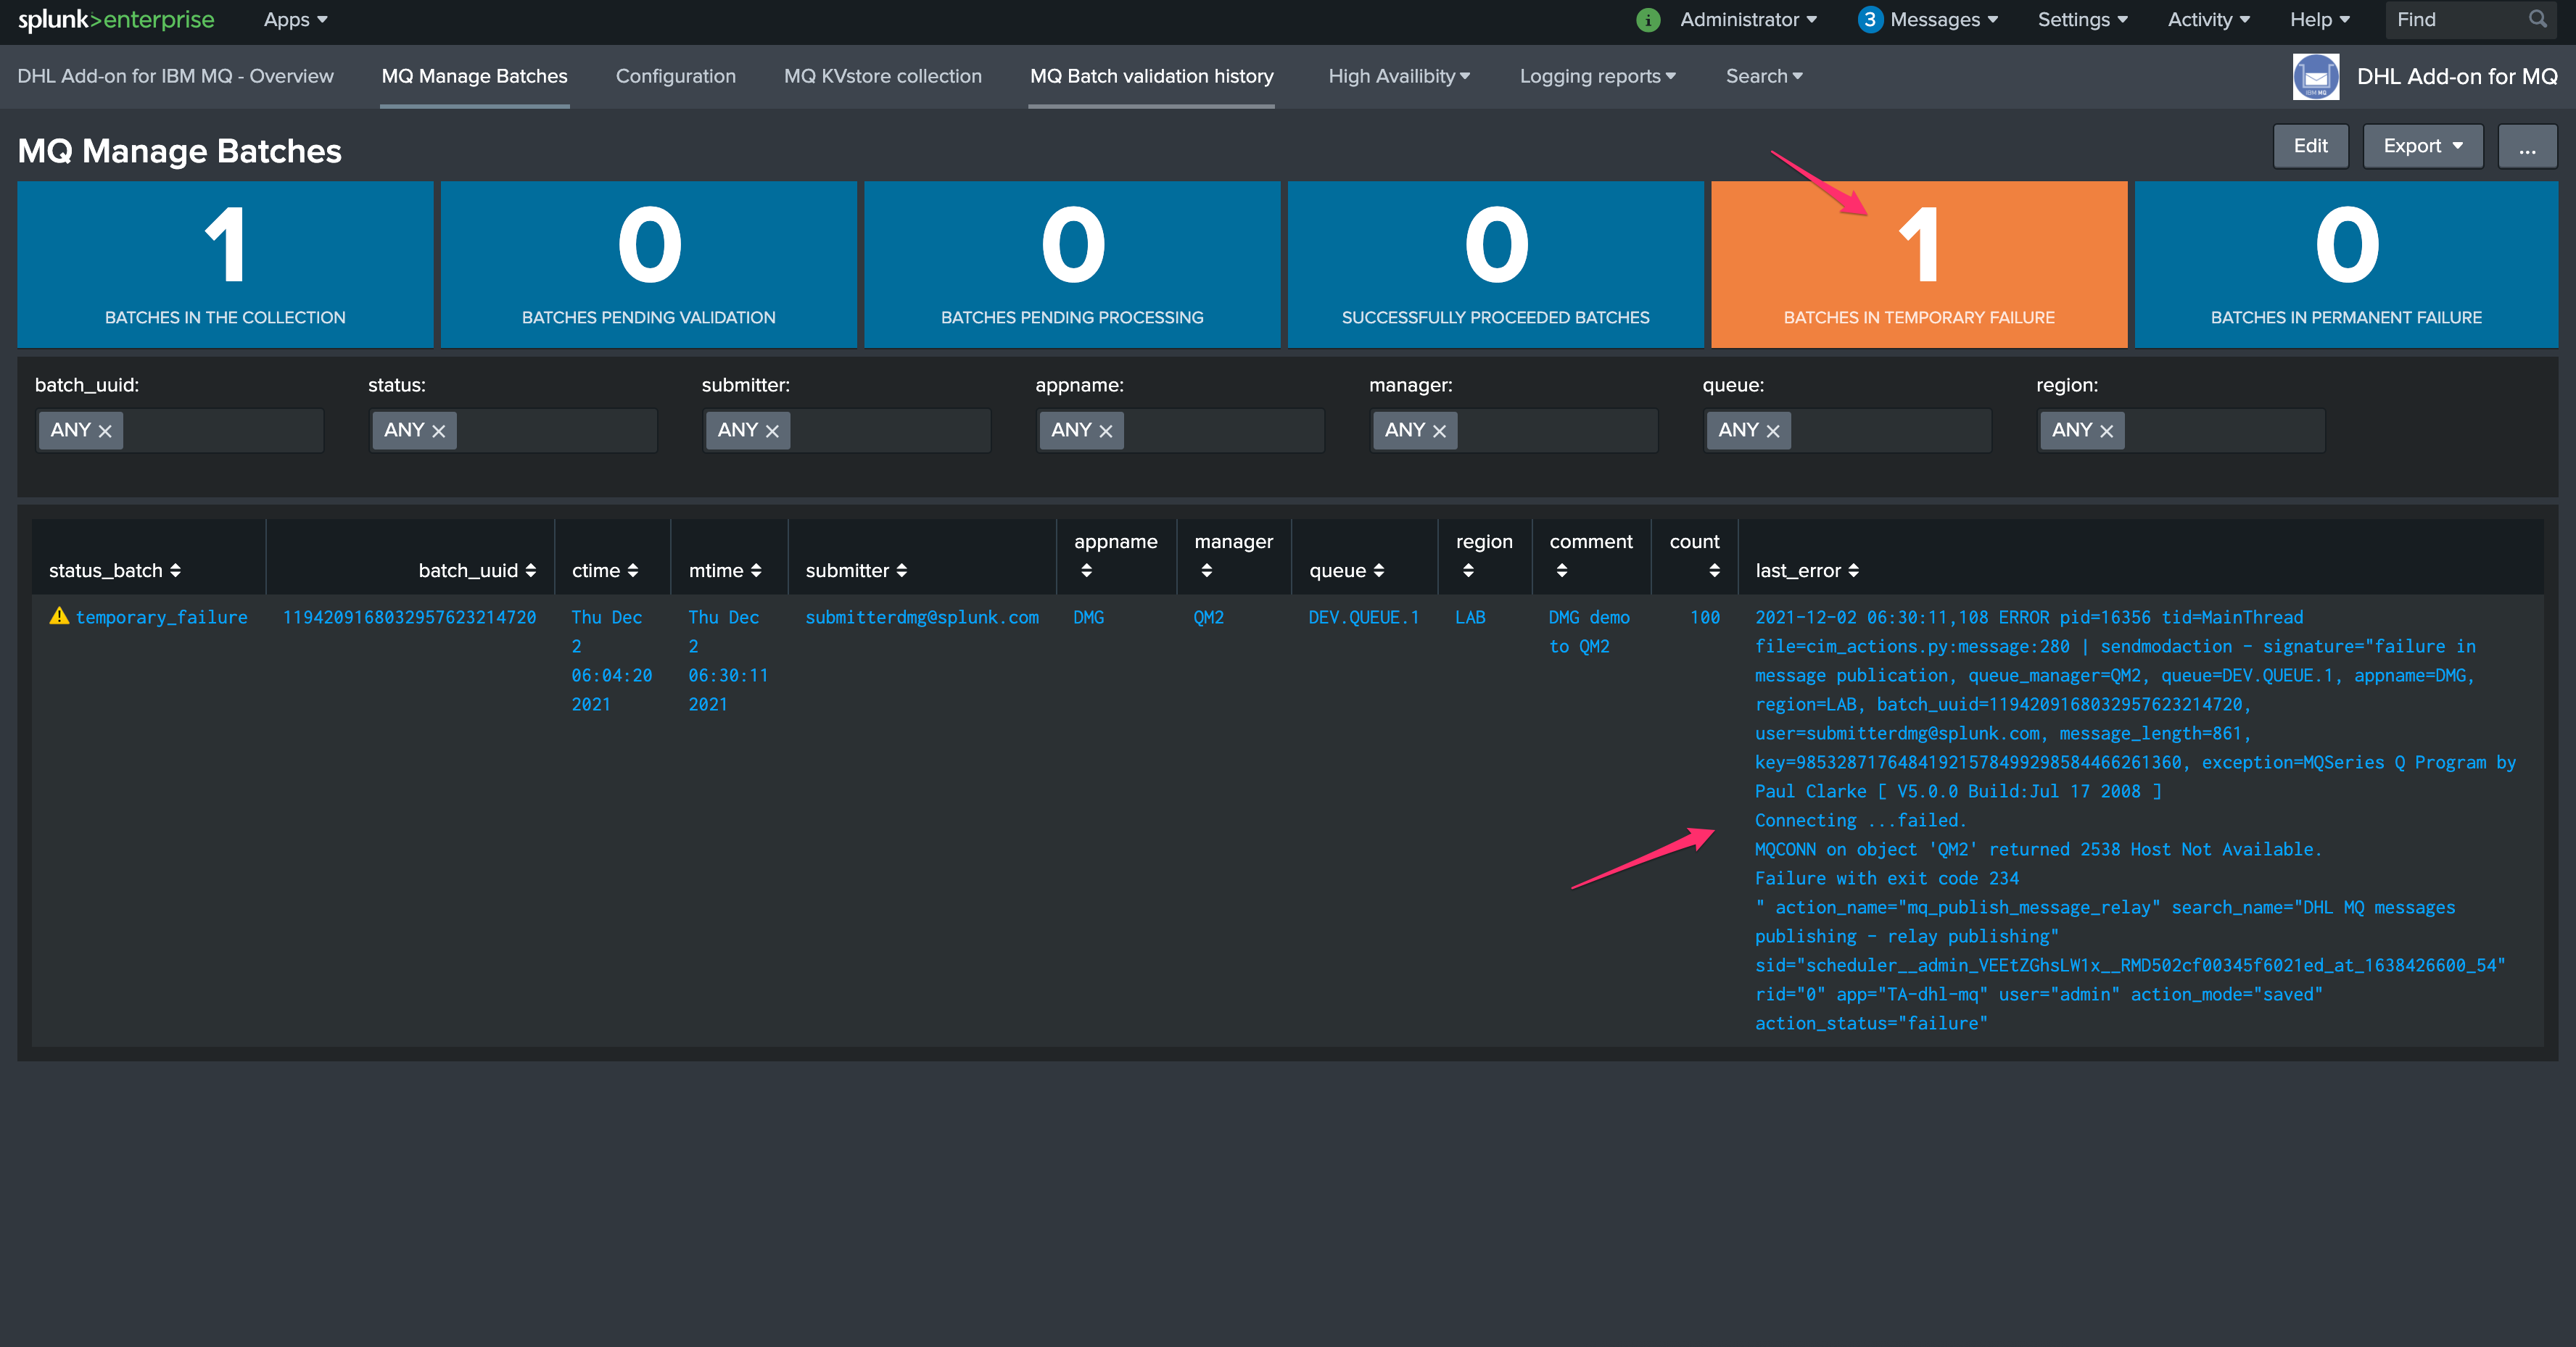 splunk>enterprise Apps Administrator 3 Messages Settings Activity Help Find
DHL Add-on for IBM MQ - Overview MQ Manage Batches Configuration MQ KVstore collection MQ Batch validation history High Availibity Logging reports Search DHL Add-on for MQ
MQ Manage Batches
Edit Export ...
1 0 0 0 1 0
BATCHES IN THE COLLECTION BATCHES PENDING VALIDATION BATCHES PENDING PROCESSING SUCCESSFULLY PROCEEDED BATCHES BATCHES IN TEMPORARY FAILURE BATCHES IN PERMANENT FAILURE
batch_uuid: status: submitter: appname: manager: queue: region:
ANY ANY ANY ANY ANY ANY ANY
status_batch batch_uuid ctime mtime submitter appname manager queue region comment count last_error
temporary_failure
1194209168032957623214720
Thu Dec
2
06:04:20
2021
Thu Dec
2
06:30:11
2021
submitterdmg@splunk.com
DMG
QM2
DEV.QUEUE.1
LAB
DMG demo
to QM2
100
2021-12-02 06:30:11,108 ERROR pid=16356 tid=MainThread
file=cim_actions.py:message:280 | sendmodaction - signature="failure in
message publication, queue_manager=QM2, queue=DEV.QUEUE.1, appname=DMG,
region=LAB, batch_uuid=1194209168032957623214720,
user=submitterdmg@splunk.com, message_length=861,
key=985328717648419215784992985844662613​60, exception=MQSeries Q Program by
Paul Clarke [ V5.0.0 Build:Jul 17 2008 ]
Connecting ...failed.
MQCONN on object 'QM2' returned 2538 Host Not Available.
Failure with exit code 234
" action_name="mq_publish_message_relay" search_name="DHL MQ messages
publishing - relay publishing"
sid="scheduler__admin_VEEtZGhsLW1x__RMD502cf00345f6021ed_at_1638426600_54"
rid="0" app="TA-dhl-mq" user="admin" action_mode="saved"
action_status="failure"